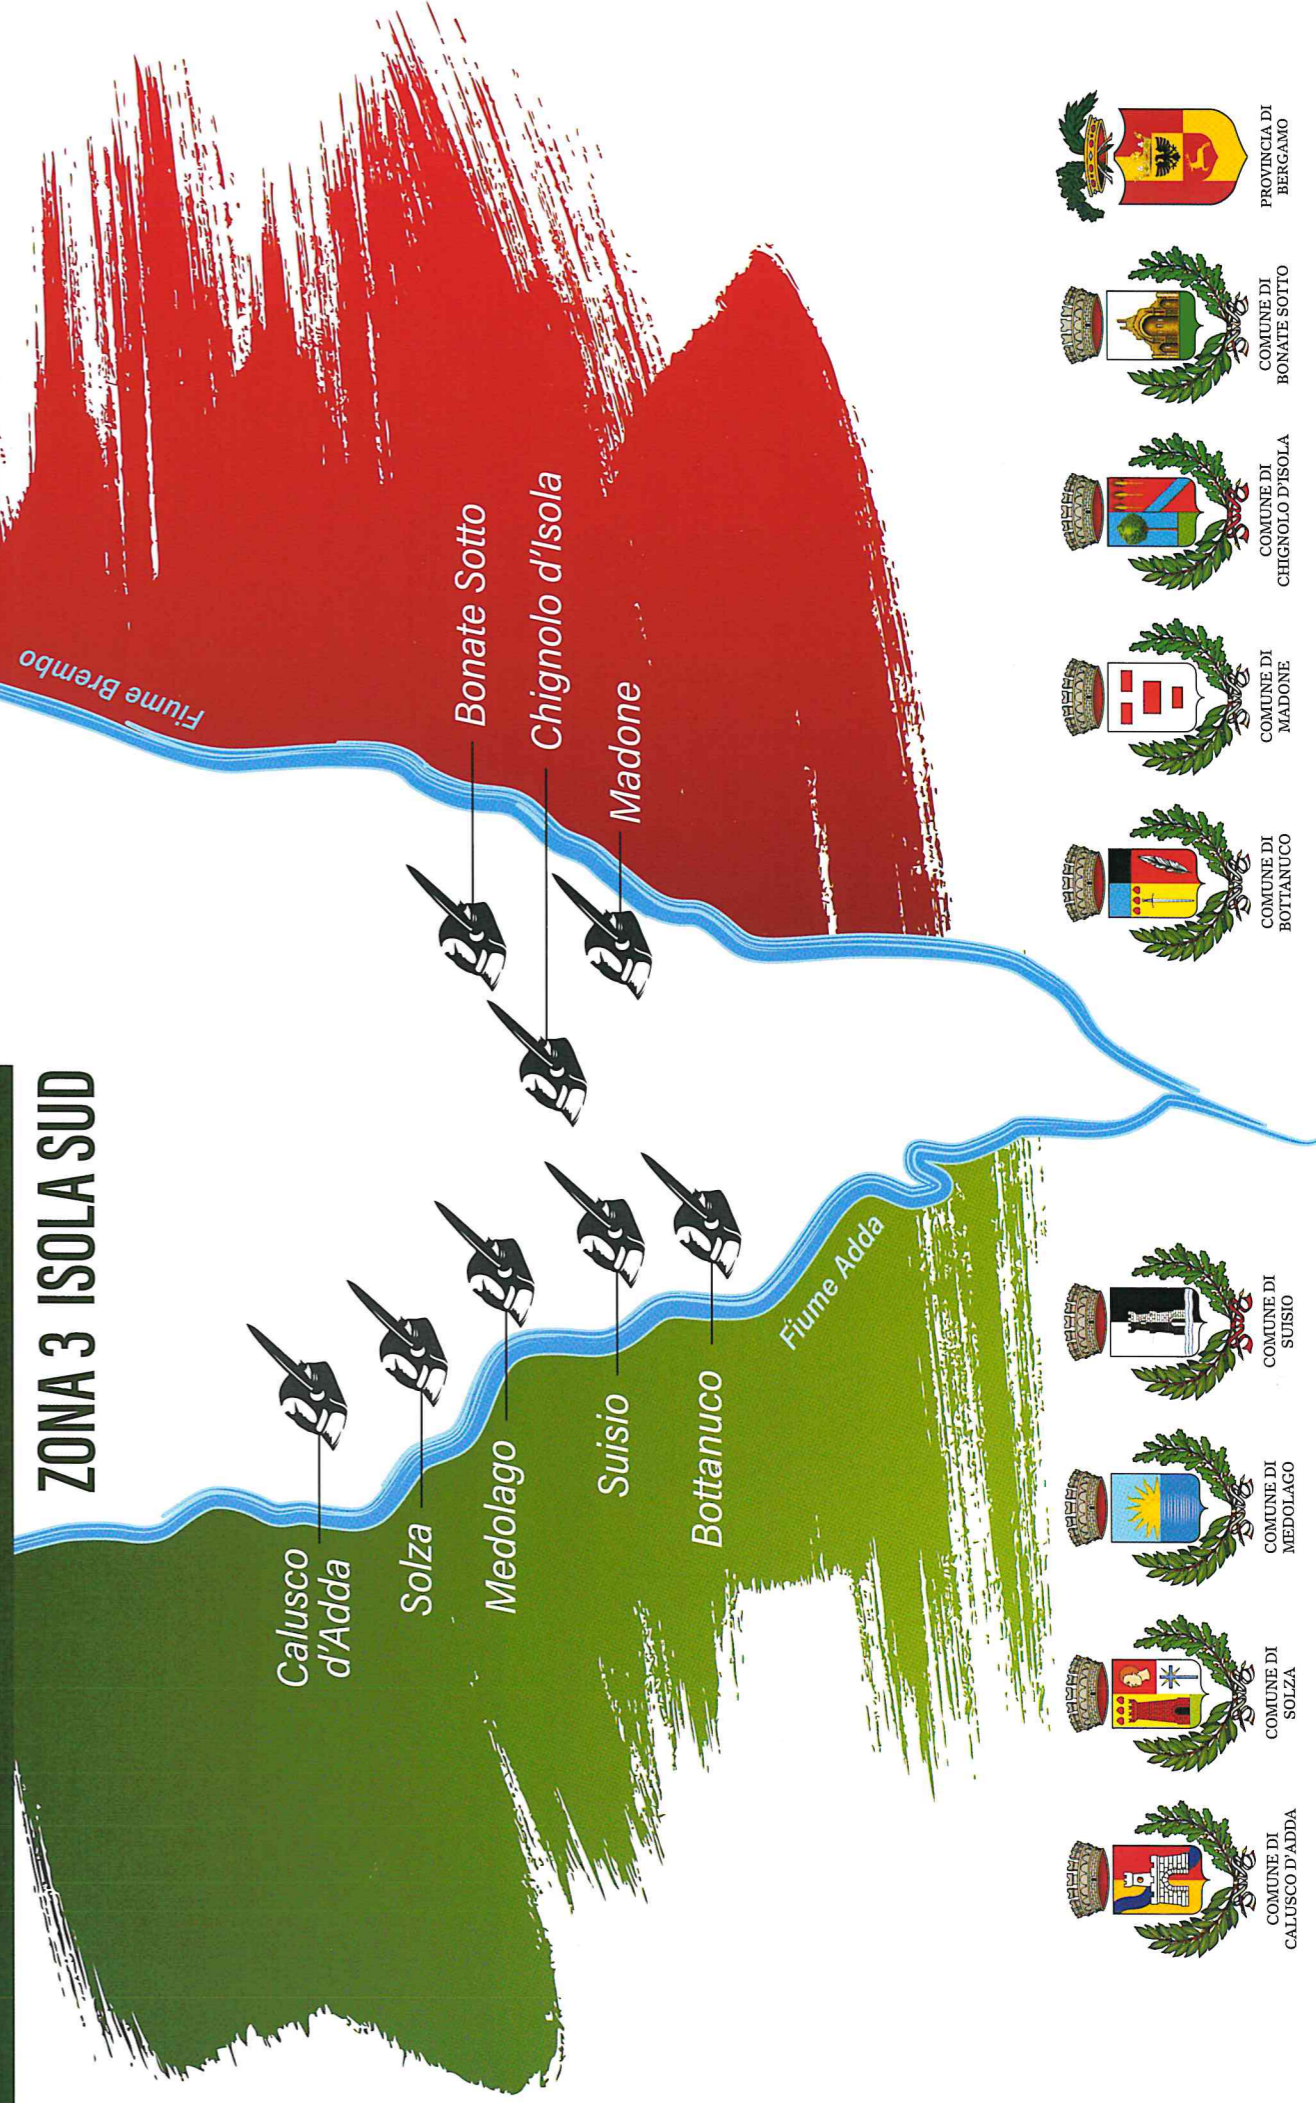 ZONA 3 ISOLA SUD
Fiume Brembo
Calusco
d'Adda
Solza
Medolago
Suisio
Bottanuco
Bonate Sotto
Chignolo d'Isola
Madone
Fiume Adda
COMUNE DI
CALUSCO D'ADDA
COMUNE DI
SOLZA
COMUNE DI
MEDOLAGO
COMUNE DI
SUISIO
COMUNE DI
BOTTANUCO
COMUNE DI
MADONE
COMUNE DI
CHIGNOLO D'ISOLA
COMUNE DI
BONATE SOTTO
PROVINCIA DI
BERGAMO